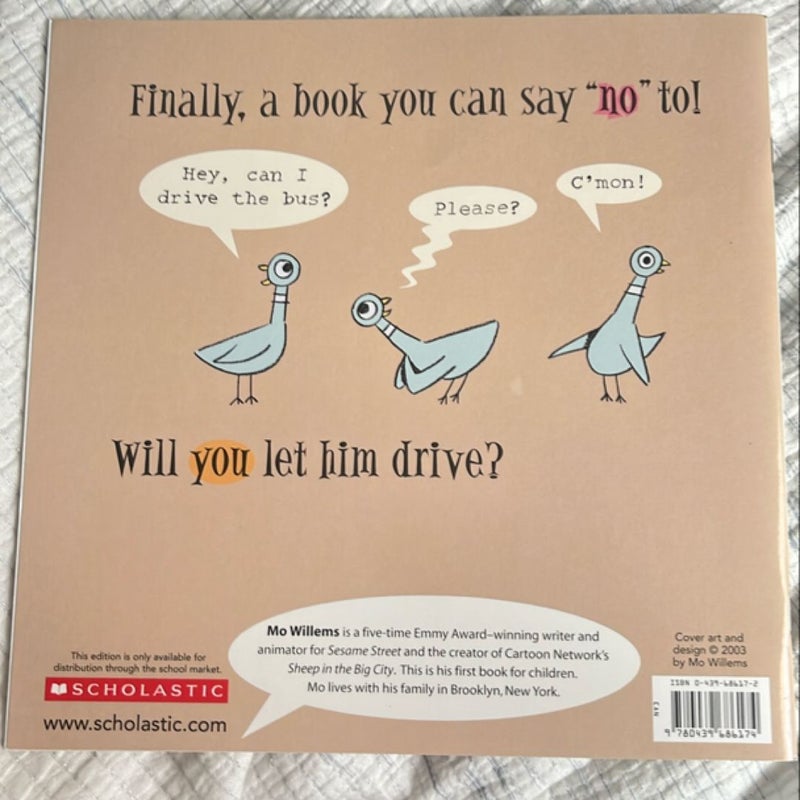 Finally, a book you can say “no” to!
Hey, can I
drive the bus?
Please?
C'mon!
Will you let him drive?
Mo Willems is a five-time Emmy Award–winning writer and
animator for Sesame Street and the creator of Cartoon Network's
Sheep in the Big City. This is his first book for children.
Mo lives with his family in Brooklyn, New York.
This edition is only available for
distribution through the school market.
SCHOLASTIC
www.scholastic.com
Cover art and
design © 2003
by Mo Willems
ISBN 0-439-68617-2
CAN
9 780439 686174